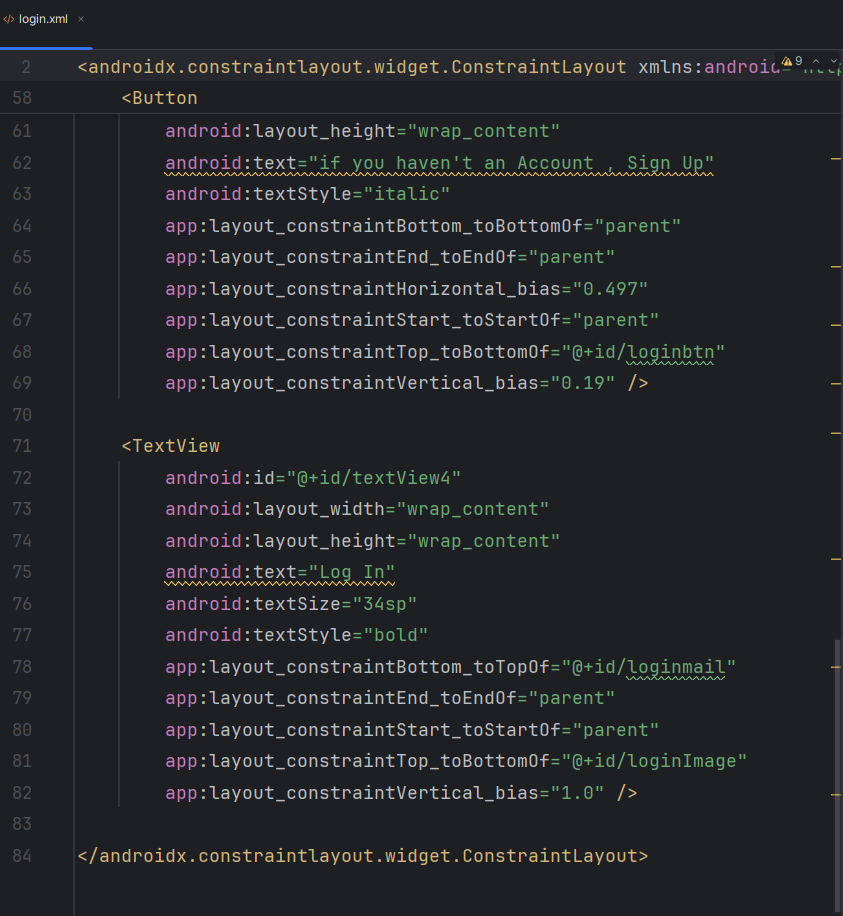 </> login.xml ×
2 <androidx.constraintlayout.widget.ConstraintLayout xmlns:android="http 9
58 <Button
61 android:layout_height="wrap_content"
62 android:text="if you haven't an Account , Sign Up"
63 android:textStyle="italic"
64 app:layout_constraintBottom_toBottomOf="parent"
65 app:layout_constraintEnd_toEndOf="parent"
66 app:layout_constraintHorizontal_bias="0.497"
67 app:layout_constraintStart_toStartOf="parent"
68 app:layout_constraintTop_toBottomOf="@+id/loginbtn"
69 app:layout_constraintVertical_bias="0.19" />
70
71 <TextView
72 android:id="@+id/textView4"
73 android:layout_width="wrap_content"
74 android:layout_height="wrap_content"
75 android:text="Log In"
76 android:textSize="34sp"
77 android:textStyle="bold"
78 app:layout_constraintBottom_toTopOf="@+id/loginmail"
79 app:layout_constraintEnd_toEndOf="parent"
80 app:layout_constraintStart_toStartOf="parent"
81 app:layout_constraintTop_toBottomOf="@+id/loginImage"
82 app:layout_constraintVertical_bias="1.0" />
83
84 </androidx.constraintlayout.widget.ConstraintLayout>